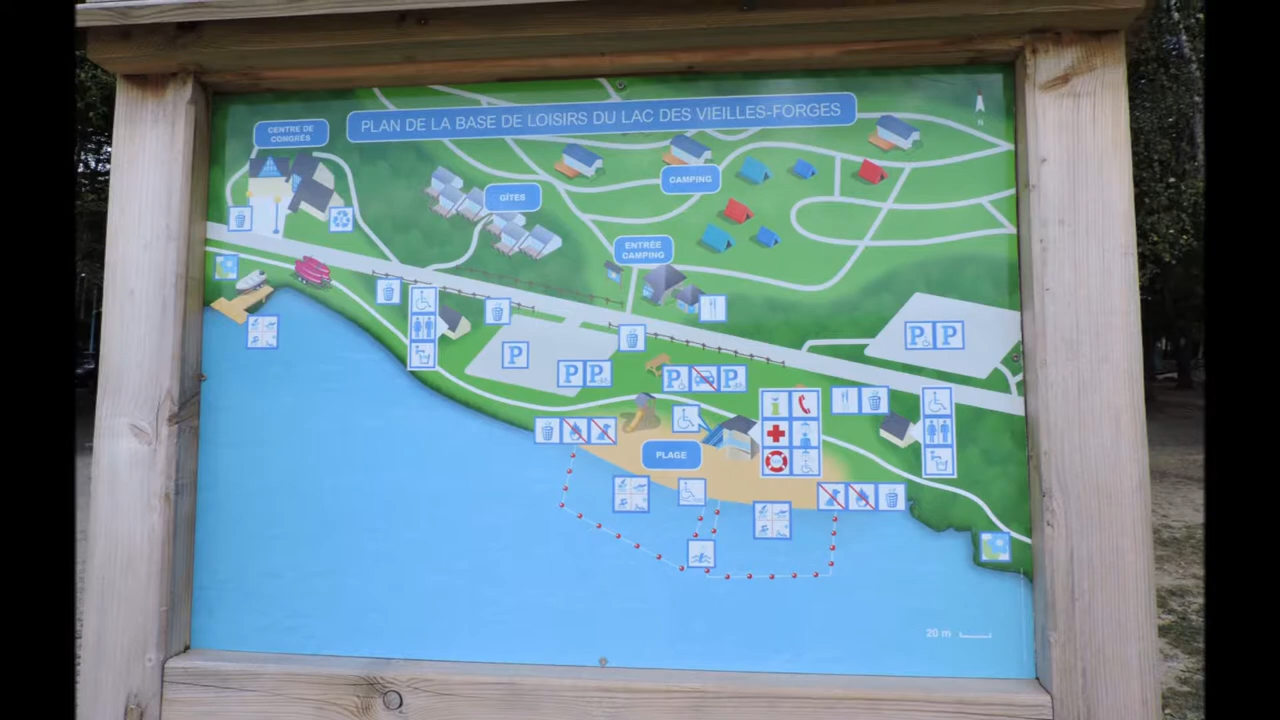 PLAN DE LA BASE DE LOISIRS DU LAC DES VIEILLES-FORGES
CENTRE DE
CONGRÈS
N
GÎTES
CAMPING
ENTRÉE
CAMPING
P P
P
P P
P P
PLAGE
20 m